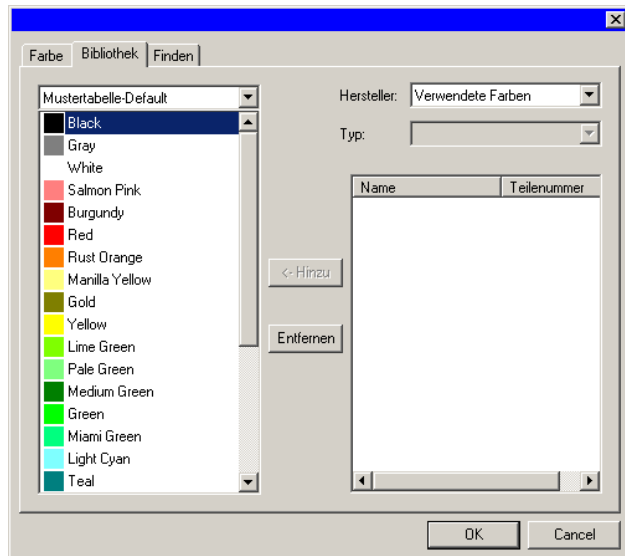 Farbe Bibliothek Finden
Mustertabelle-Default
Black
Gray
White
Salmon Pink
Burgundy
Red
Rust Orange
Manilla Yellow
Gold
Yellow
Lime Green
Pale Green
Medium Green
Green
Miami Green
Light Cyan
Teal
<- Hinzu
Entfernen
Hersteller: Verwendete Farben
Typ:
Name Teilenummer
OK Cancel